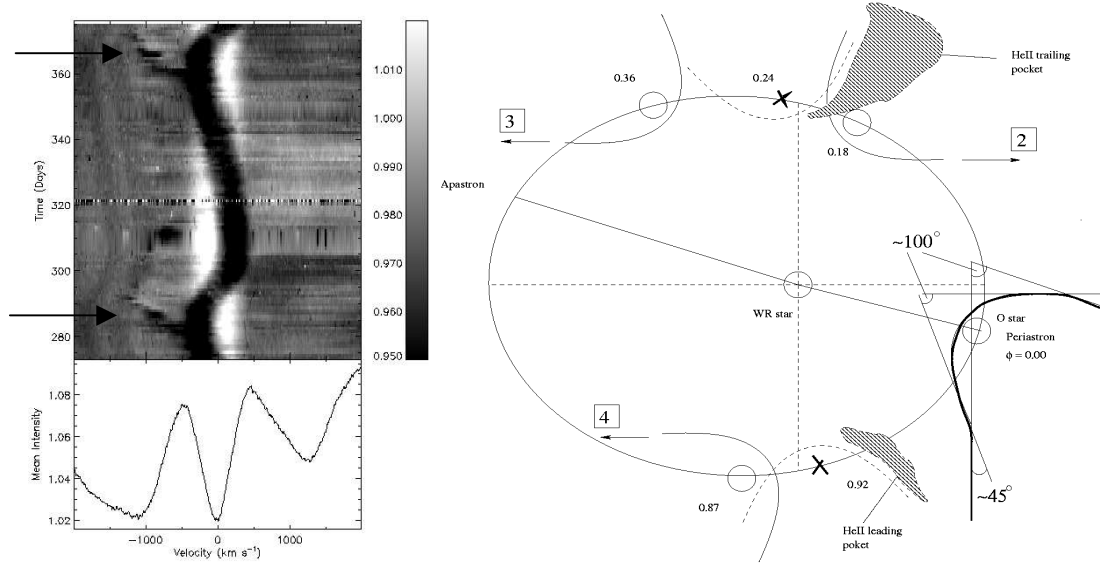 360
340
320
300
280
Time (Days)
1.010
1.000
0.990
0.980
0.970
0.960
0.950
1.08
1.06
1.04
1.02
Mean Intensity
-1000
0
1000
Velocity (km s⁻¹)
0.36
0.24
HeII trailing
pocket
3
2
0.18
Apastron
~100°
WR star
O star
Periastron
ϕ = 0.00
4
0.92
~45°
0.87
HeII leading
poket